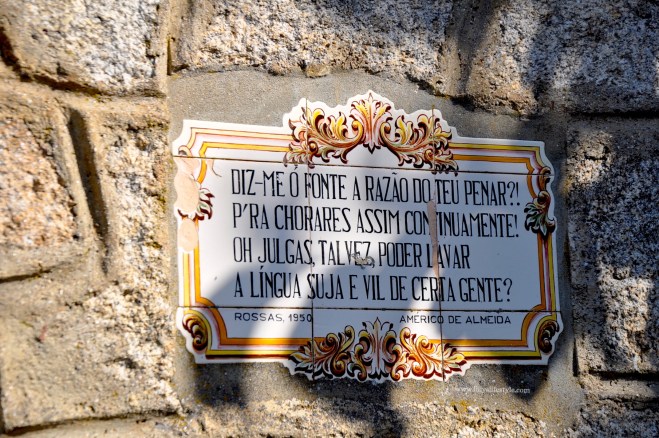 DIZ-ME Ó FONTE A RAZÃO DO TEU PENAR?!
P'RA CHORARES ASSIM CONTINUAMENTE!
OH JULGAS, TALVEZ, PODER LAVAR
A LÍNGUA SUJA E VIL DE CERTA GENTE?
ROSSAS, 1950 AMÉRICO DE ALMEIDA